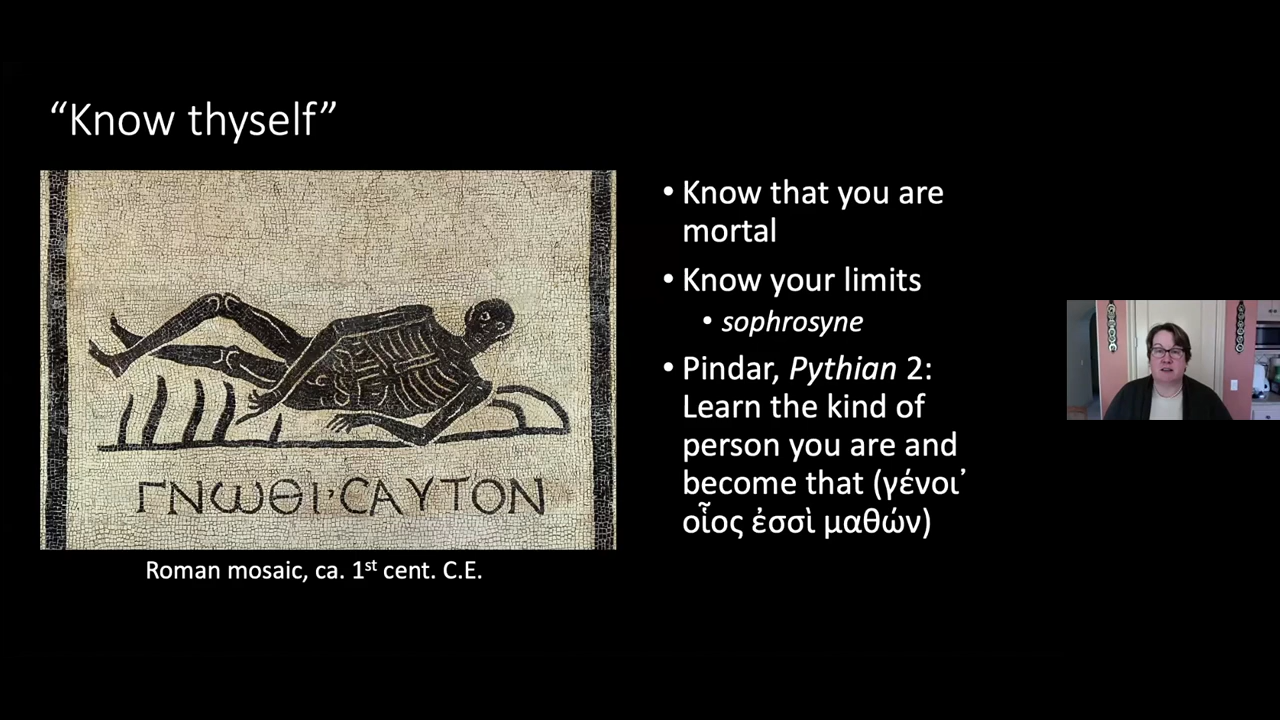 “Know thyself”
ΓΝωΘΙ·CΑΥΤΟΝ
Roman mosaic, ca. 1st cent. C.E.
• Know that you are
mortal
• Know your limits
• sophrosyne
• Pindar, Pythian 2:
Learn the kind of
person you are and
become that (γένοι᾽
οἷος ἐσσὶ μαθών)